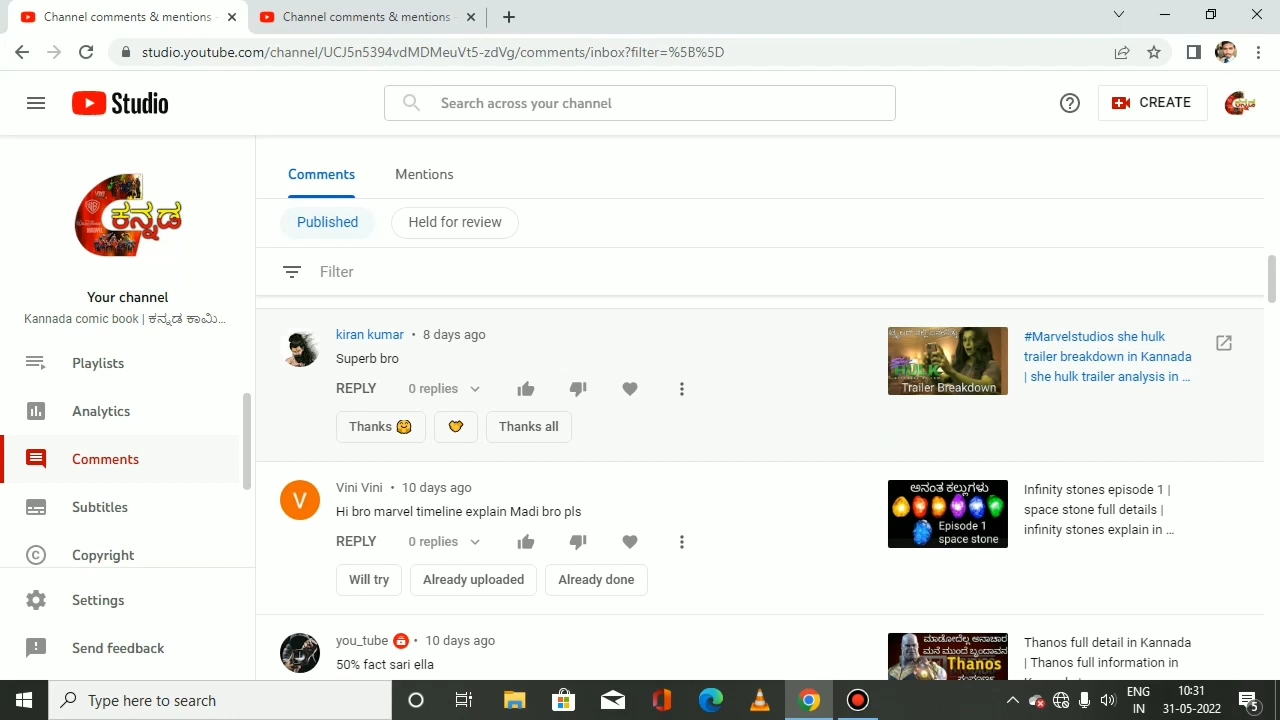 Channel comments & mentions -
Channel comments & mentions -
studio.youtube.com/channel/UCJ5n5394vdMDMeuVt5-zdVg/comments/inbox?filter=%5B%5D
Studio
Search across your channel
CREATE
ಕನ್ನಡ
Your channel
Kannada comic book | ಕನ್ನಡ ಕಾಮಿ...
Playlists
Analytics
Comments
Subtitles
Copyright
Settings
Send feedback
Comments
Mentions
Published
Held for review
Filter
kiran kumar • 8 days ago
Superb bro
REPLY
0 replies
Thanks 🤗
Thanks all
HULK
Trailer Breakdown
#Marvelstudios she hulk
trailer breakdown in Kannada
| she hulk trailer analysis in ...
Vini Vini • 10 days ago
Hi bro marvel timeline explain Madi bro pls
REPLY
0 replies
Will try
Already uploaded
Already done
ಅನಂತ ಕಲ್ಲುಗಳು
Episode 1
space stone
Infinity stones episode 1 |
space stone full details |
infinity stones explain in ...
you_tube • 10 days ago
50% fact sari ella
ಮಾಡೋದೆಲ್ಲ ಅನಾಚಾರ
ಮನೆ ಮುಂದೆ ಬೃಂದಾವನ
Thanos
Thanos full detail in Kannada
| Thanos full information in
Type here to search
ENG
IN
10:31
31-05-2022
5